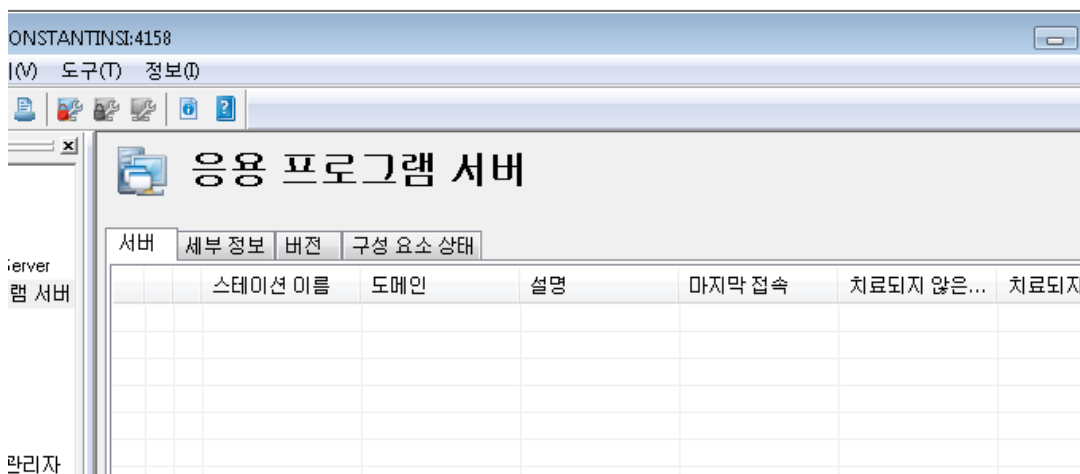 ONSTANTINSI:4158
(V) 도구(T) 정보(I)
응용 프로그램 서버
서버 세부 정보 버전 구성 요소 상태
erver
램 서버
스테이션 이름 도메인 설명 마지막 접속 치료되지 않은... 치료되지
관리자